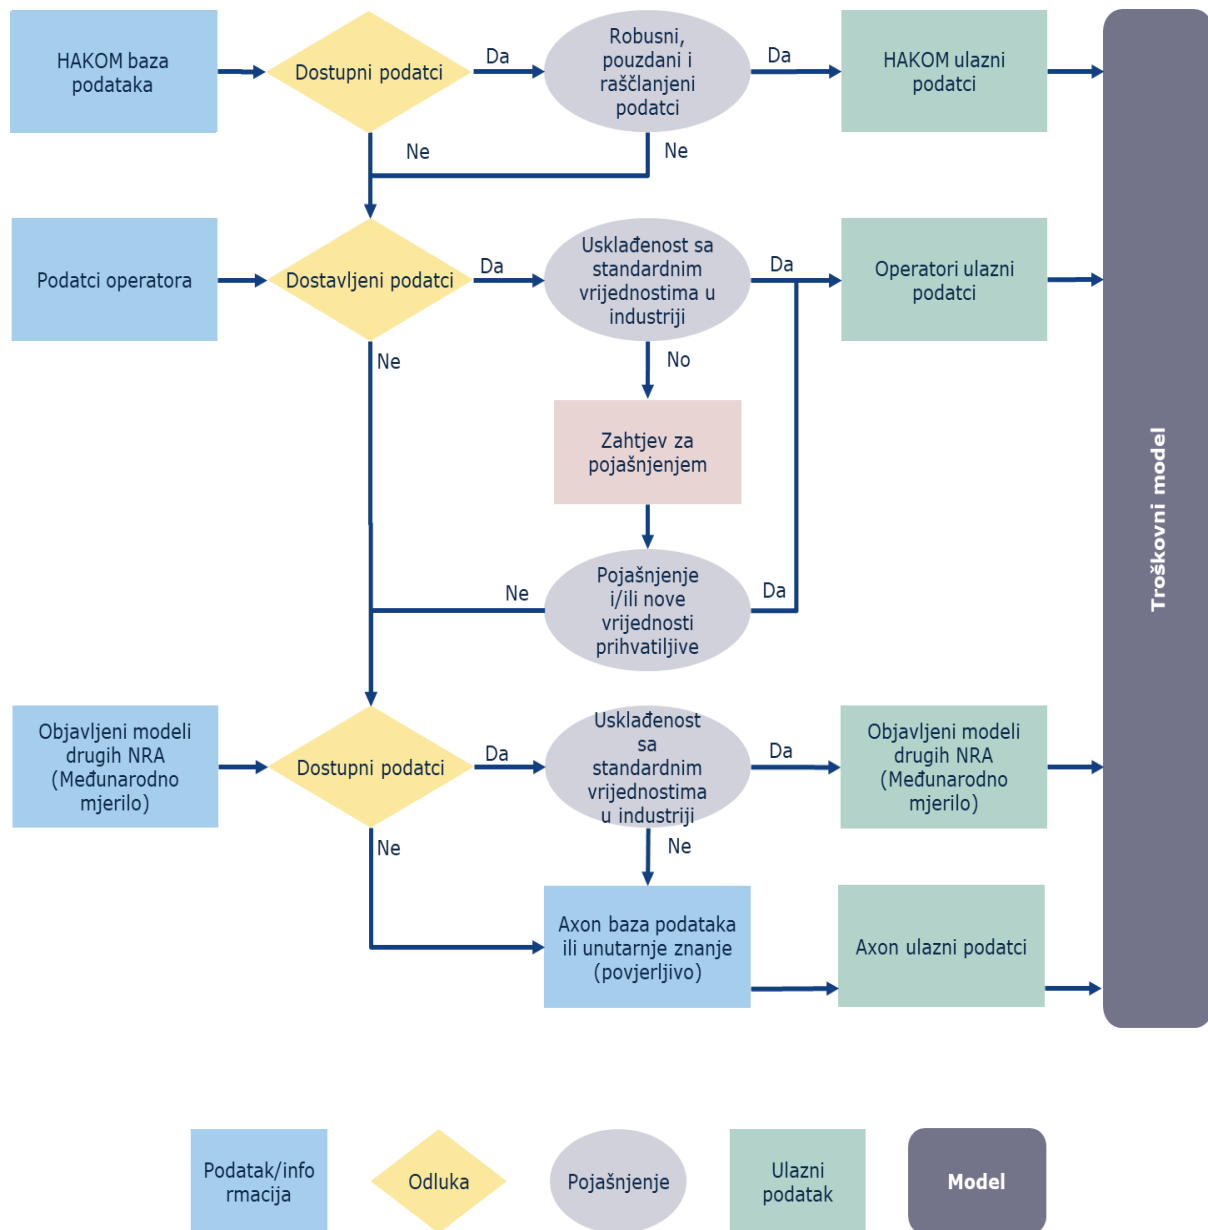 HAKOM baza
podataka
Dostupni podatci
Da
Robusni,
pouzdani i
raščlanjeni
podatci
Da
HAKOM ulazni
podatci
Ne
Ne
Podatci operatora
Dostavljeni podatci
Da
Usklađenost sa
standardnim
vrijednostima u
industriji
Da
Operatori ulazni
podatci
Ne
No
Zahtjev za
pojašnjenjem
Ne
Pojašnjenje
i/ili nove
vrijednosti
prihvatiljive
Da
Troškovni model
Objavljeni modeli
drugih NRA
(Međunarodno
mjerilo)
Dostupni podatci
Da
Usklađenost
sa
standardnim
vrijednostima
u industriji
Da
Objavljeni modeli
drugih NRA
(Međunarodno
mjerilo)
Ne
Ne
Axon baza podataka
ili unutarnje znanje
(povjerljivo)
Axon ulazni podatci
Podatak/info
rmacija
Odluka
Pojašnjenje
Ulazni
podatak
Model